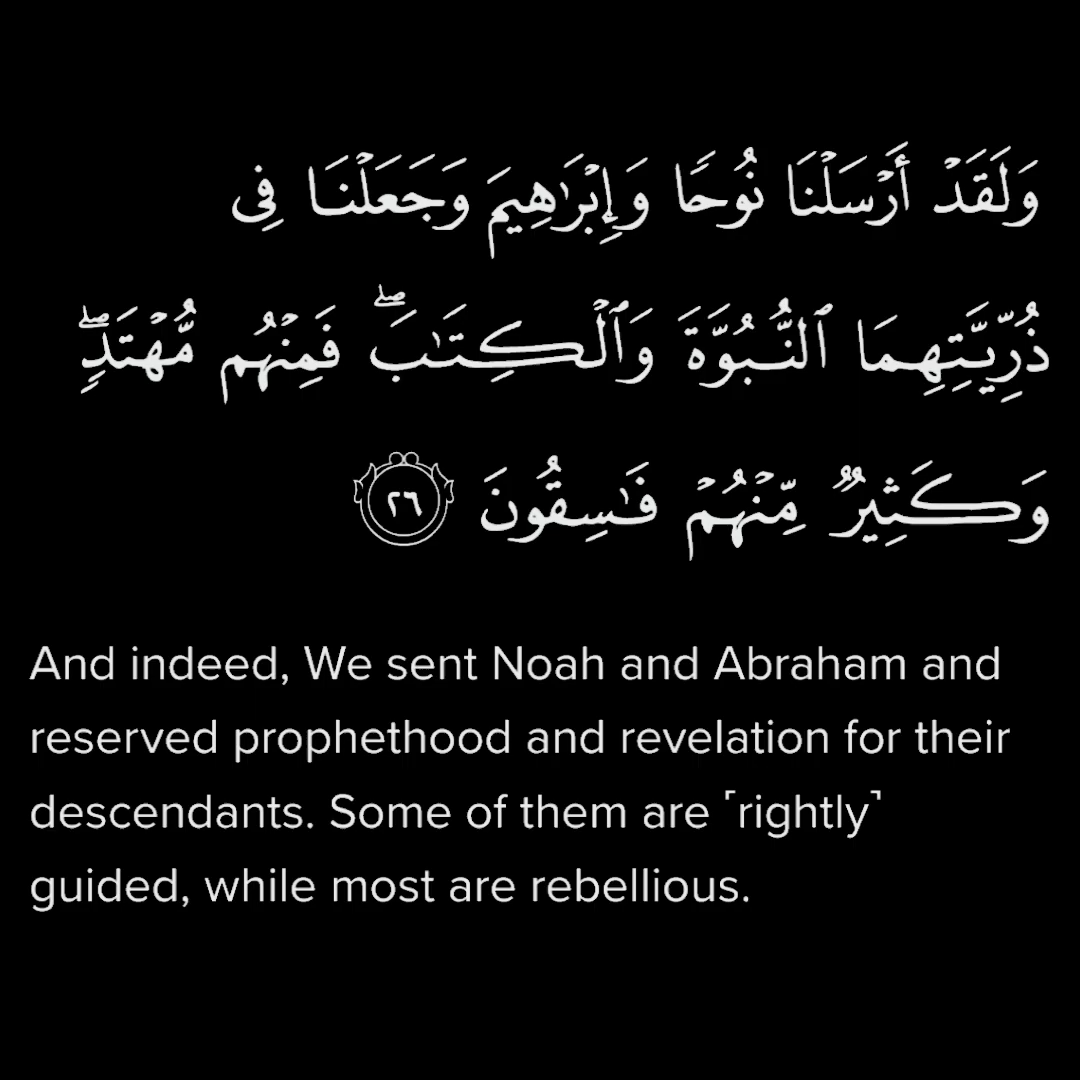 وَلَقَدْ أَرْسَلْنَا نُوحًا وَإِبْرَٰهِيمَ وَجَعَلْنَا فِى
ذُرِّيَّتِهِمَا ٱلنُّبُوَّةَ وَٱلْكِتَـٰبَ ۖ فَمِنْهُم مُّهْتَدٍ ۖ
وَكَثِيرٌ مِّنْهُمْ فَـٰسِقُونَ ٢٦
And indeed, We sent Noah and Abraham and
reserved prophethood and revelation for their
descendants. Some of them are ˹rightly˺
guided, while most are rebellious.